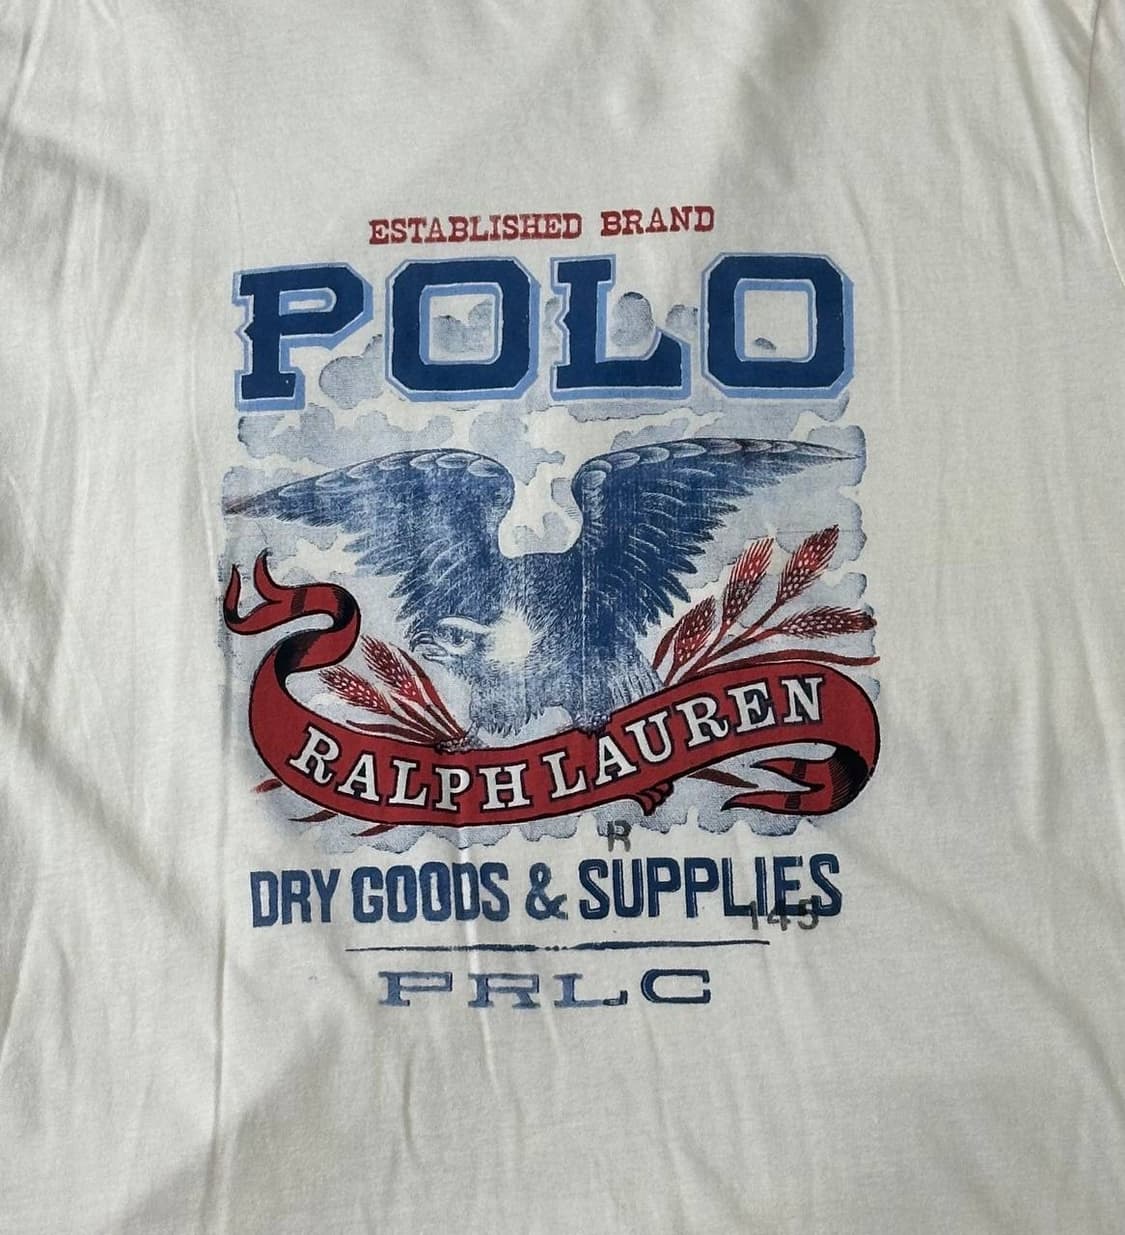 ESTABLISHED BRAND
POLO
RALPH LAUREN
R
DRY GOODS & SUPPLIES
145
PRLC